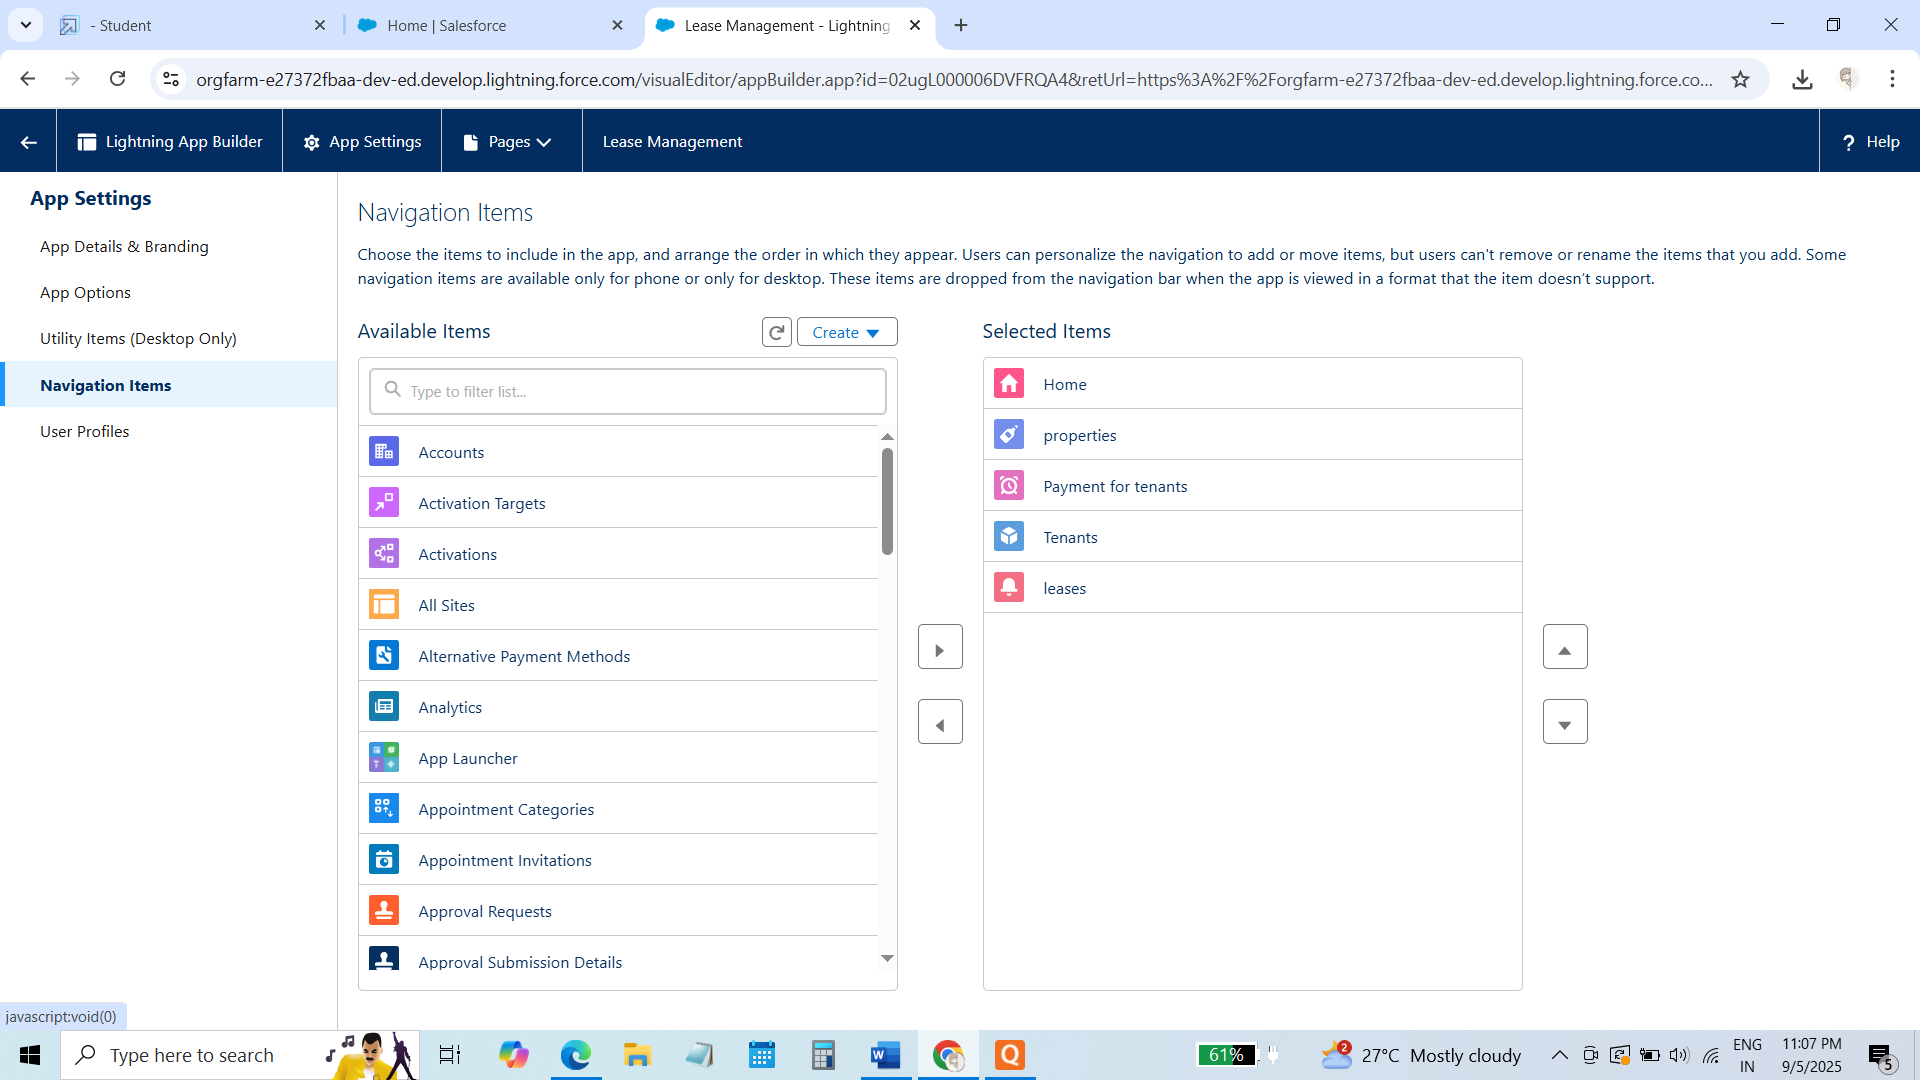 - Student
Home | Salesforce
Lease Management - Lightning
orgfarm-e27372fbaa-dev-ed.develop.lightning.force.com/visualEditor/appBuilder.app?id=02ugL000006DVFRQA4&retUrl=https%3A%2F%2Forgfarm-e27372fbaa-dev-ed.develop.lightning.force.co...
Lightning App Builder
App Settings
Pages
Lease Management
? Help
App Settings
App Details & Branding
App Options
Utility Items (Desktop Only)
Navigation Items
User Profiles
Navigation Items
Choose the items to include in the app, and arrange the order in which they appear. Users can personalize the navigation to add or move items, but users can't remove or rename the items that you add. Some
navigation items are available only for phone or only for desktop. These items are dropped from the navigation bar when the app is viewed in a format that the item doesn't support.
Available Items
Create
Type to filter list...
Accounts
Activation Targets
Activations
All Sites
Alternative Payment Methods
Analytics
App Launcher
Appointment Categories
Appointment Invitations
Approval Requests
Approval Submission Details
Selected Items
Home
properties
Payment for tenants
Tenants
leases
javascript:void(0)
Type here to search
61%
2
27°C Mostly cloudy
ENG
IN
11:07 PM
9/5/2025
5